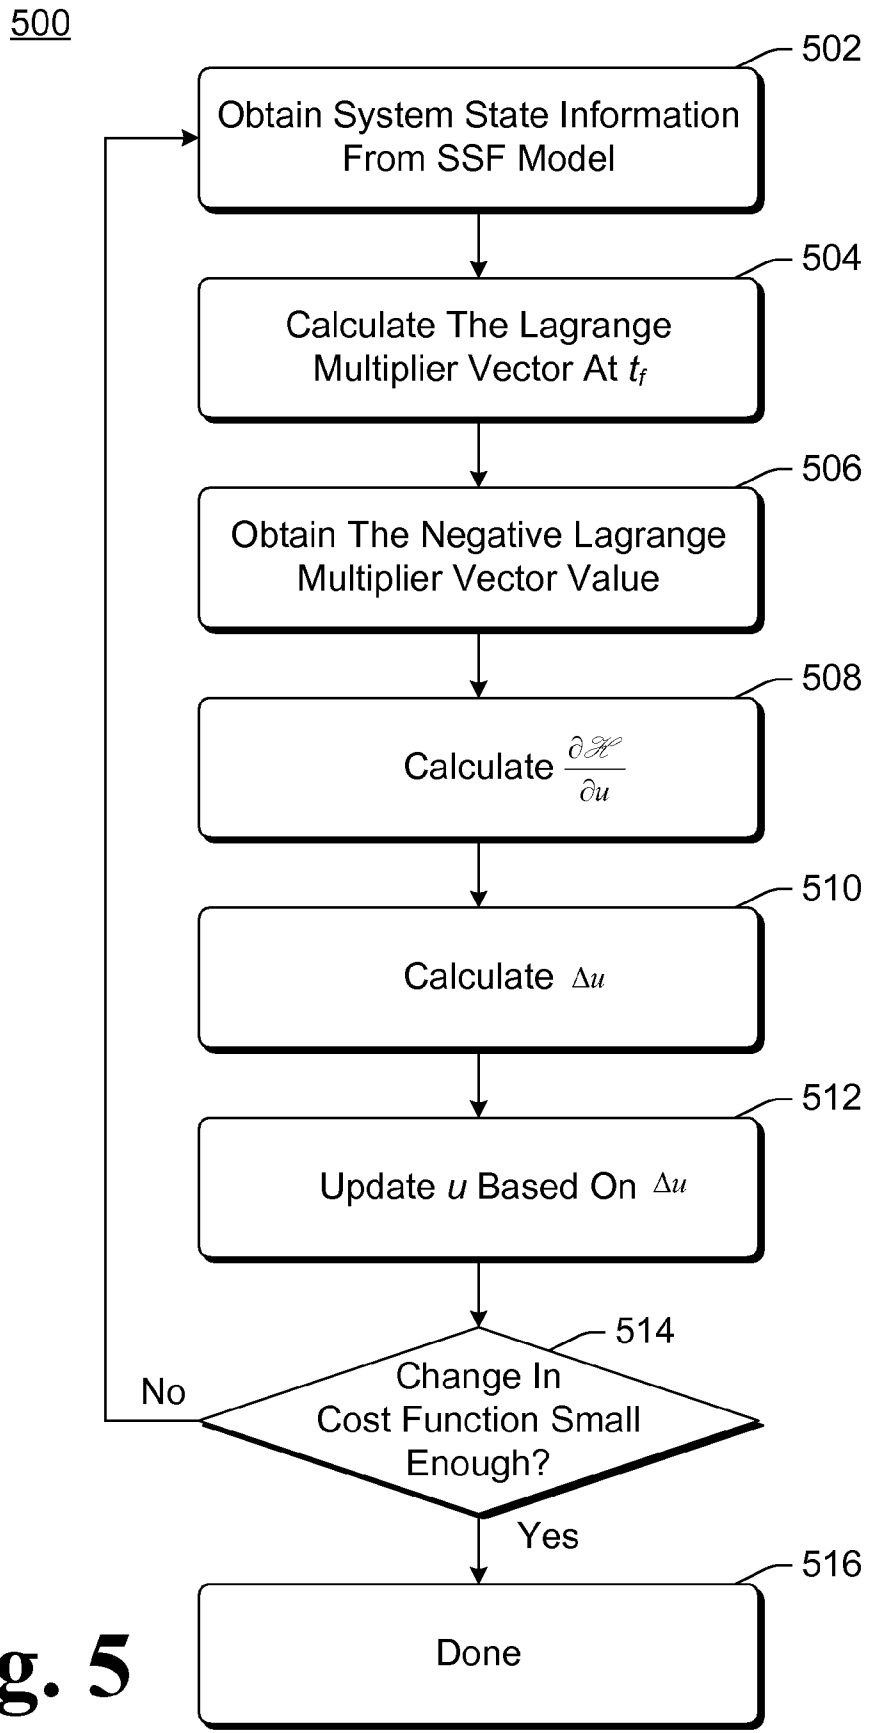 500
502
Obtain System State Information
From SSF Model
504
Calculate The Lagrange
Multiplier Vector At t_f
506
Obtain The Negative Lagrange
Multiplier Vector Value
508
Calculate ∂ℋ/∂u
510
Calculate Δu
512
Update u Based On Δu
514
Change In
Cost Function Small
Enough?
No
Yes
516
Done
g. 5